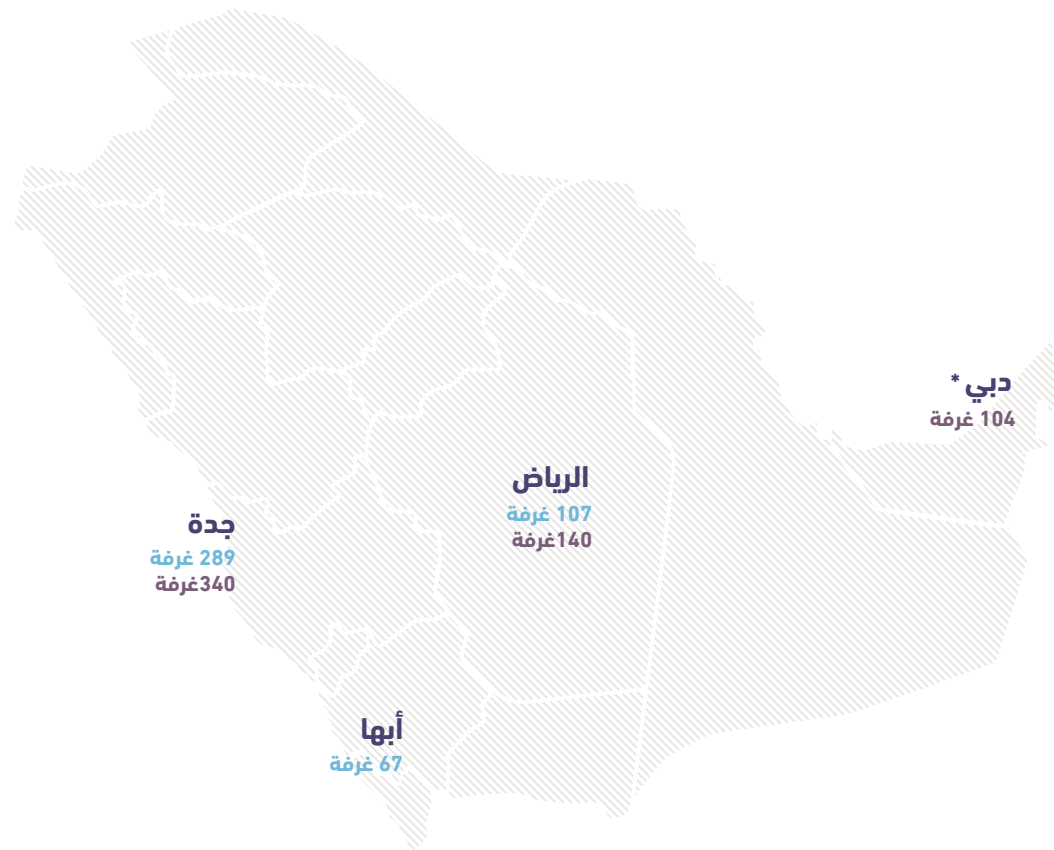 دبي *
104 غرفة
الرياض
107 غرفة
140غرفة
جدة
289 غرفة
340غرفة
أبها
67 غرفة